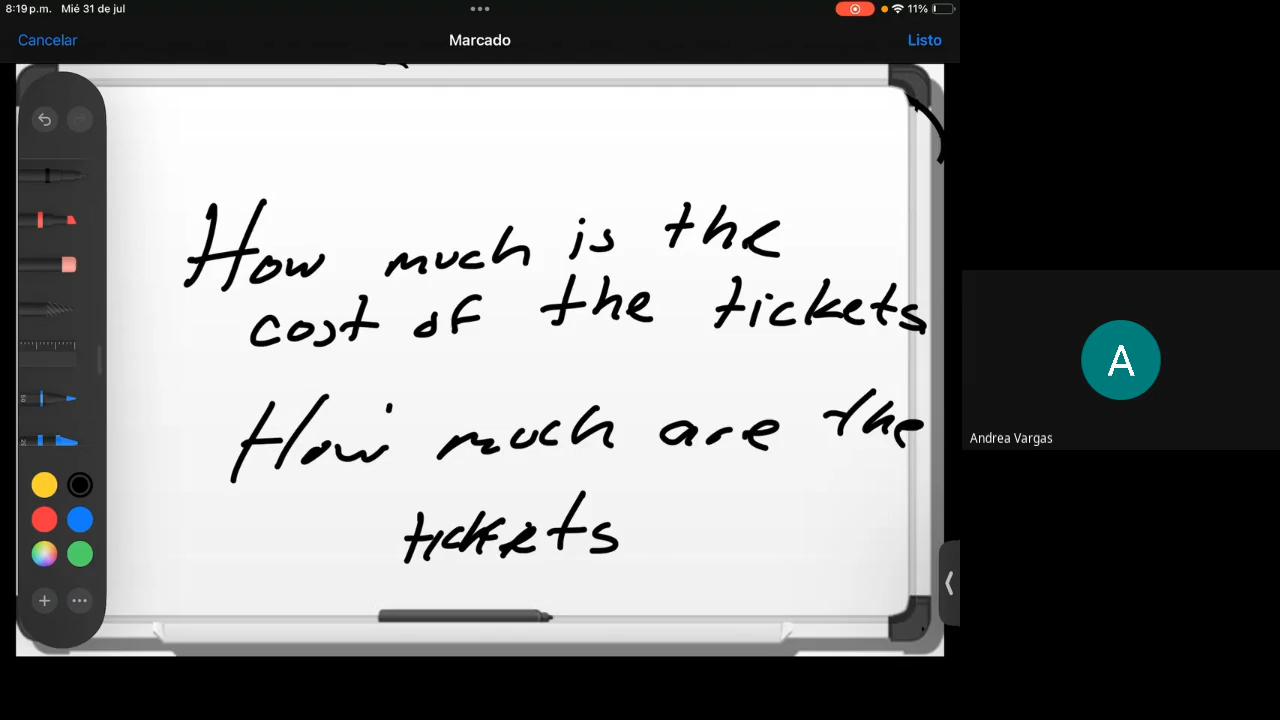 8:19 p.m. Mié 31 de jul
11%
Cancelar
Marcado
Listo
How much is the
cost of the tickets
How much are the
tickets
A
Andrea Vargas